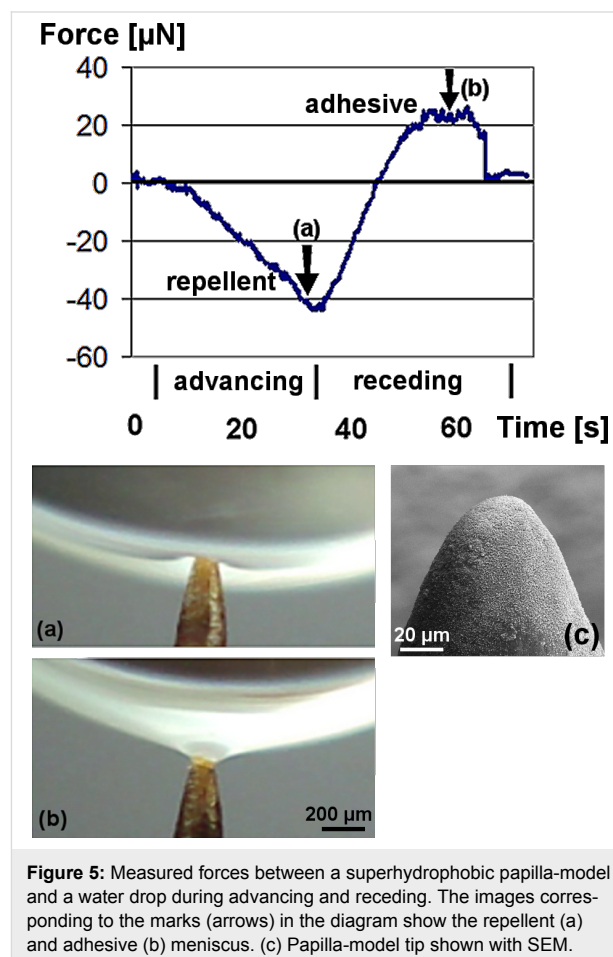 Force [µN]
40
20
0
-20
-40
-60
adhesive
(b)
(a)
repellent
| advancing | receding |
0 20 40 60 Time [s]
(a)
(b)
200 µm
20 µm
(c)
Figure 5: Measured forces between a superhydrophobic papilla-model
and a water drop during advancing and receding. The images corres-
ponding to the marks (arrows) in the diagram show the repellent (a)
and adhesive (b) meniscus. (c) Papilla-model tip shown with SEM.